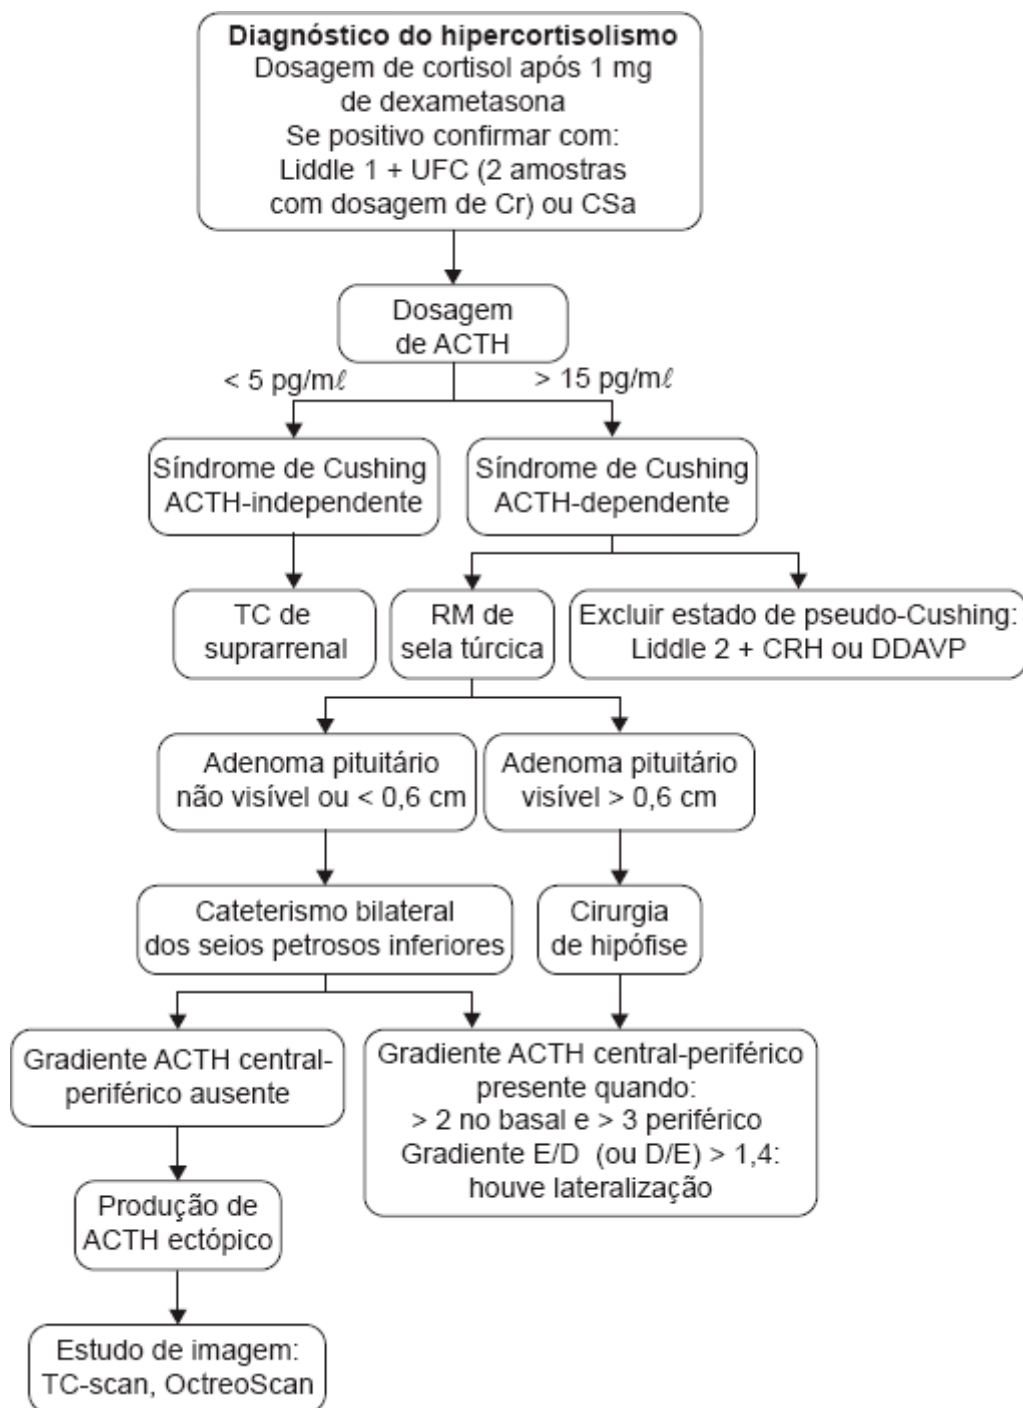 Diagnóstico do hipercortisolismo
Dosagem de cortisol após 1 mg
de dexametasona
Se positivo confirmar com:
Liddle 1 + UFC (2 amostras
com dosagem de Cr) ou CSa
Dosagem
de ACTH
< 5 pg/mℓ
> 15 pg/mℓ
Síndrome de Cushing
ACTH-independente
Síndrome de Cushing
ACTH-dependente
TC de
suprarrenal
RM de
sela túrcica
Excluir estado de pseudo-Cushing:
Liddle 2 + CRH ou DDAVP
Adenoma pituitário
não visível ou < 0,6 cm
Adenoma pituitário
visível > 0,6 cm
Cateterismo bilateral
dos seios petrosos inferiores
Cirurgia
de hipófise
Gradiente ACTH central-
periférico ausente
Gradiente ACTH central-periférico
presente quando:
> 2 no basal e > 3 periférico
Gradiente E/D (ou D/E) > 1,4:
houve lateralização
Produção de
ACTH ectópico
Estudo de imagem:
TC-scan, OctreoScan